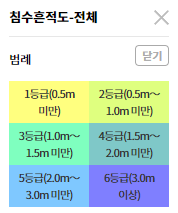 침수흔적도-전체
범례 닫기
1등급(0.5m 2등급(0.5m~
미만) 1.0m 미만)
3등급(1.0m~ 4등급(1.5m~
1.5m 미만) 2.0m 미만)
5등급(2.0m~ 6등급(3.0m
3.0m 미만) 이상)